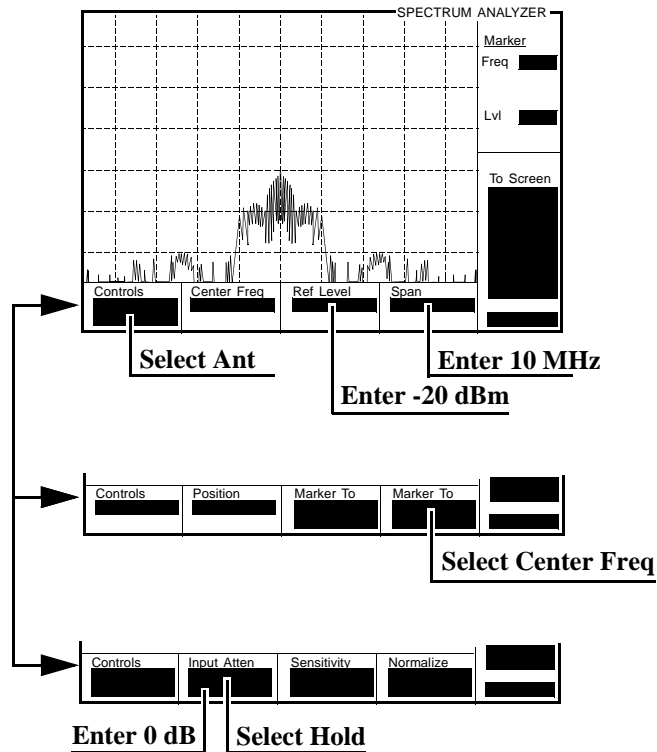 SPECTRUM ANALYZER
Marker
Freq
Lvl
To Screen
Controls Center Freq Ref Level Span
Select Ant
Enter 10 MHz
Enter -20 dBm
Controls Position Marker To Marker To
Select Center Freq
Controls Input Atten Sensitivity Normalize
Enter 0 dB Select Hold